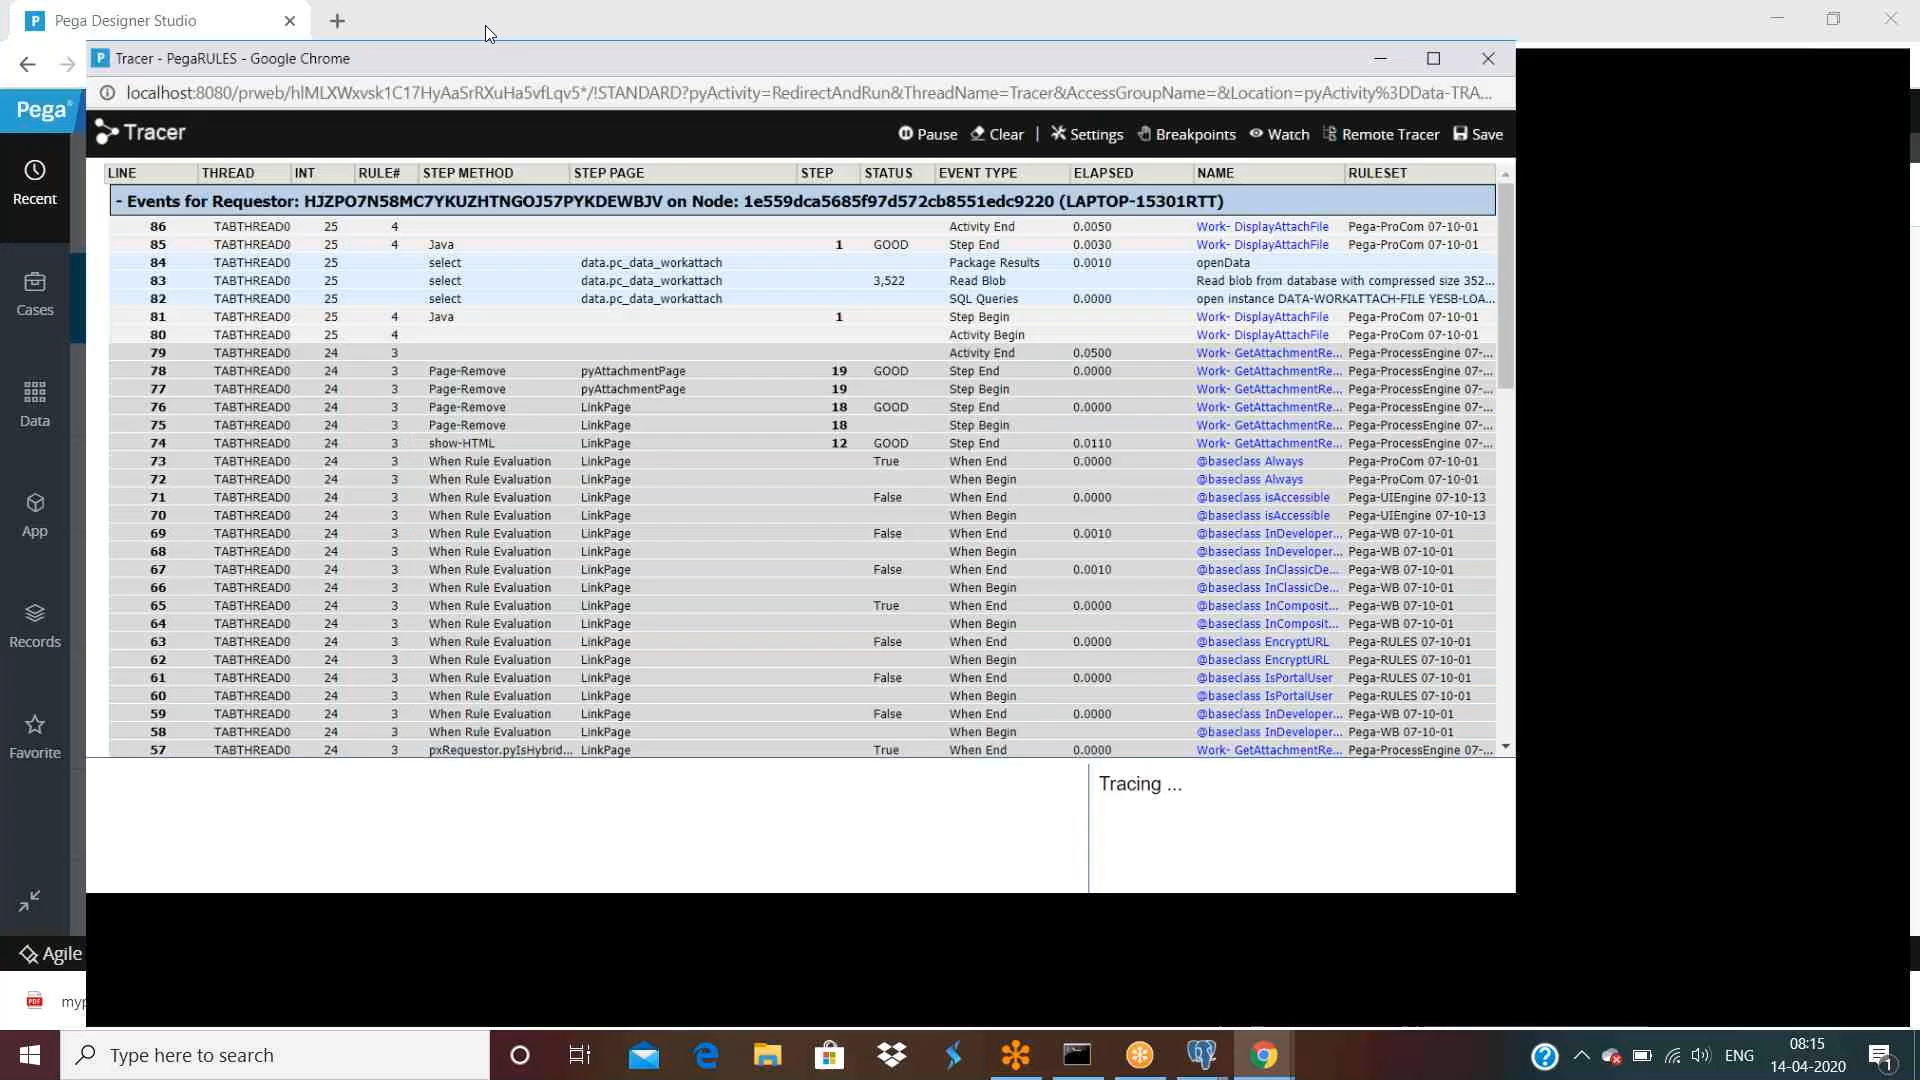 Pega Designer Studio
Tracer - PegaRULES - Google Chrome
localhost:8080/prweb/hlMLXWxvsk1C17HyAaSrRXuHa5vfLqv5*/!STANDARD?pyActivity=RedirectAndRun&ThreadName=Tracer&AccessGroupName=&Location=pyActivity%3DData-TRA...
Pega
Recent
Cases
Data
App
Records
Favorite
Agile
Tracer
Pause Clear | Settings Breakpoints Watch Remote Tracer Save
LINE THREAD INT RULE# STEP METHOD STEP PAGE STEP STATUS EVENT TYPE ELAPSED NAME RULESET
- Events for Requestor: HJZPO7N58MC7YKUZHTNGOJ57PYKDEWBJV on Node: 1e559dca5685f97d572cb8551edc9220 (LAPTOP-15301RTT)
86 TABTHREAD0 25 4 Activity End 0.0050 Work- DisplayAttachFile Pega-ProCom 07-10-01
85 TABTHREAD0 25 4 Java 1 GOOD Step End 0.0030 Work- DisplayAttachFile Pega-ProCom 07-10-01
84 TABTHREAD0 25 select data.pc_data_workattach Package Results 0.0010 openData
83 TABTHREAD0 25 select data.pc_data_workattach 3,522 Read Blob Read blob from database with compressed size 352...
82 TABTHREAD0 25 select data.pc_data_workattach SQL Queries 0.0000 open instance DATA-WORKATTACH-FILE YESB-LOA...
81 TABTHREAD0 25 4 Java 1 Step Begin Work- DisplayAttachFile Pega-ProCom 07-10-01
80 TABTHREAD0 25 4 Activity Begin Work- DisplayAttachFile Pega-ProCom 07-10-01
79 TABTHREAD0 24 3 Activity End 0.0500 Work- GetAttachmentRe... Pega-ProcessEngine 07-...
78 TABTHREAD0 24 3 Page-Remove pyAttachmentPage 19 GOOD Step End 0.0000 Work- GetAttachmentRe... Pega-ProcessEngine 07-...
77 TABTHREAD0 24 3 Page-Remove pyAttachmentPage 19 Step Begin Work- GetAttachmentRe... Pega-ProcessEngine 07-...
76 TABTHREAD0 24 3 Page-Remove LinkPage 18 GOOD Step End 0.0000 Work- GetAttachmentRe... Pega-ProcessEngine 07-...
75 TABTHREAD0 24 3 Page-Remove LinkPage 18 Step Begin Work- GetAttachmentRe... Pega-ProcessEngine 07-...
74 TABTHREAD0 24 3 show-HTML LinkPage 12 GOOD Step End 0.0110 Work- GetAttachmentRe... Pega-ProcessEngine 07-...
73 TABTHREAD0 24 3 When Rule Evaluation LinkPage True When End 0.0000 @baseclass Always Pega-ProCom 07-10-01
72 TABTHREAD0 24 3 When Rule Evaluation LinkPage When Begin @baseclass Always Pega-ProCom 07-10-01
71 TABTHREAD0 24 3 When Rule Evaluation LinkPage False When End 0.0000 @baseclass isAccessible Pega-UIEngine 07-10-13
70 TABTHREAD0 24 3 When Rule Evaluation LinkPage When Begin @baseclass isAccessible Pega-UIEngine 07-10-13
69 TABTHREAD0 24 3 When Rule Evaluation LinkPage False When End 0.0010 @baseclass InDeveloper... Pega-WB 07-10-01
68 TABTHREAD0 24 3 When Rule Evaluation LinkPage When Begin @baseclass InDeveloper... Pega-WB 07-10-01
67 TABTHREAD0 24 3 When Rule Evaluation LinkPage False When End 0.0010 @baseclass InClassicDe... Pega-WB 07-10-01
66 TABTHREAD0 24 3 When Rule Evaluation LinkPage When Begin @baseclass InClassicDe... Pega-WB 07-10-01
65 TABTHREAD0 24 3 When Rule Evaluation LinkPage True When End 0.0000 @baseclass InComposit... Pega-WB 07-10-01
64 TABTHREAD0 24 3 When Rule Evaluation LinkPage When Begin @baseclass InComposit... Pega-WB 07-10-01
63 TABTHREAD0 24 3 When Rule Evaluation LinkPage False When End 0.0000 @baseclass EncryptURL Pega-RULES 07-10-01
62 TABTHREAD0 24 3 When Rule Evaluation LinkPage When Begin @baseclass EncryptURL Pega-RULES 07-10-01
61 TABTHREAD0 24 3 When Rule Evaluation LinkPage False When End 0.0000 @baseclass IsPortalUser Pega-RULES 07-10-01
60 TABTHREAD0 24 3 When Rule Evaluation LinkPage When Begin @baseclass IsPortalUser Pega-RULES 07-10-01
59 TABTHREAD0 24 3 When Rule Evaluation LinkPage False When End 0.0000 @baseclass InDeveloper... Pega-WB 07-10-01
58 TABTHREAD0 24 3 When Rule Evaluation LinkPage When Begin @baseclass InDeveloper... Pega-WB 07-10-01
57 TABTHREAD0 24 3 pxRequestor.pyIsHybrid... LinkPage True When End 0.0000 Work- GetAttachmentRe... Pega-ProcessEngine 07-...
Tracing ...
PDF myp
Type here to search
ENG
08:15
14-04-2020
1